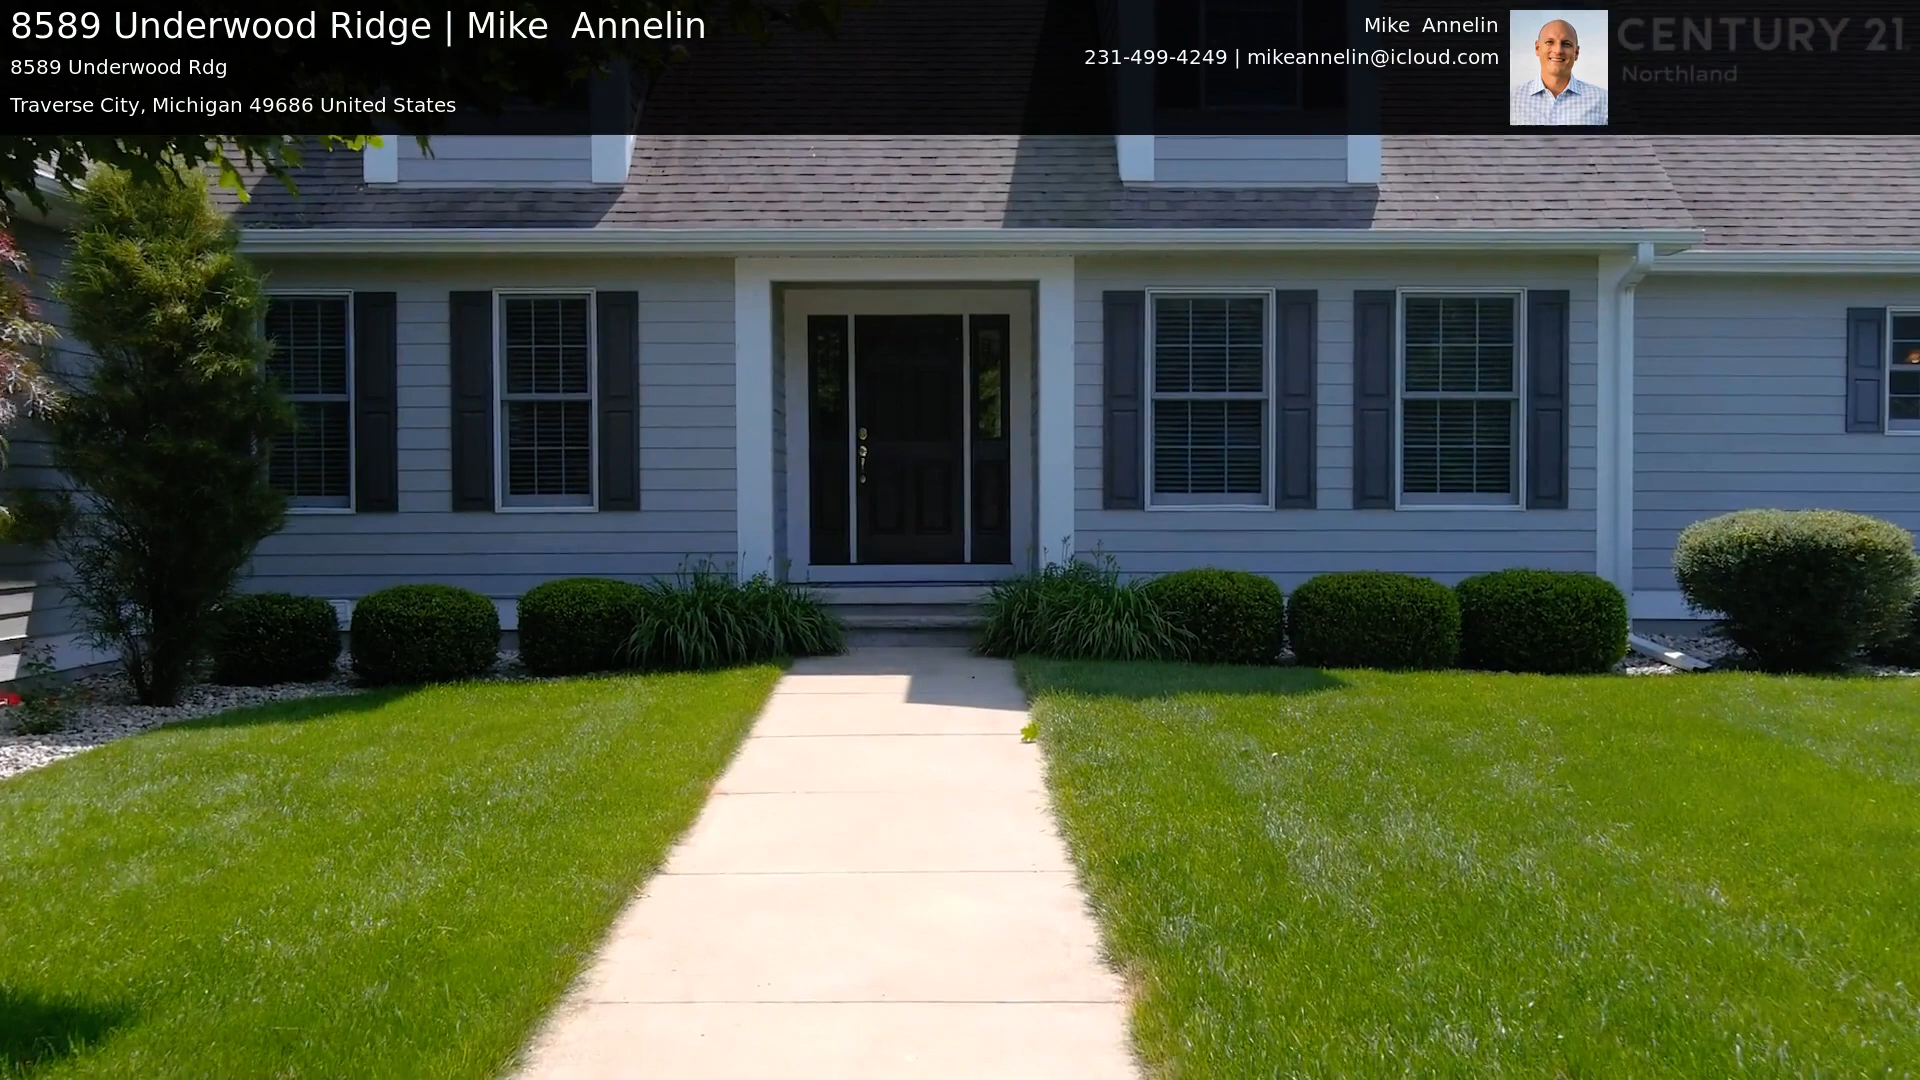 8589 Underwood Ridge | Mike  Annelin
8589 Underwood Rdg
Traverse City, Michigan 49686 United States
Mike  Annelin
231-499-4249 | mikeannelin@icloud.com
CENTURY 21
Northland